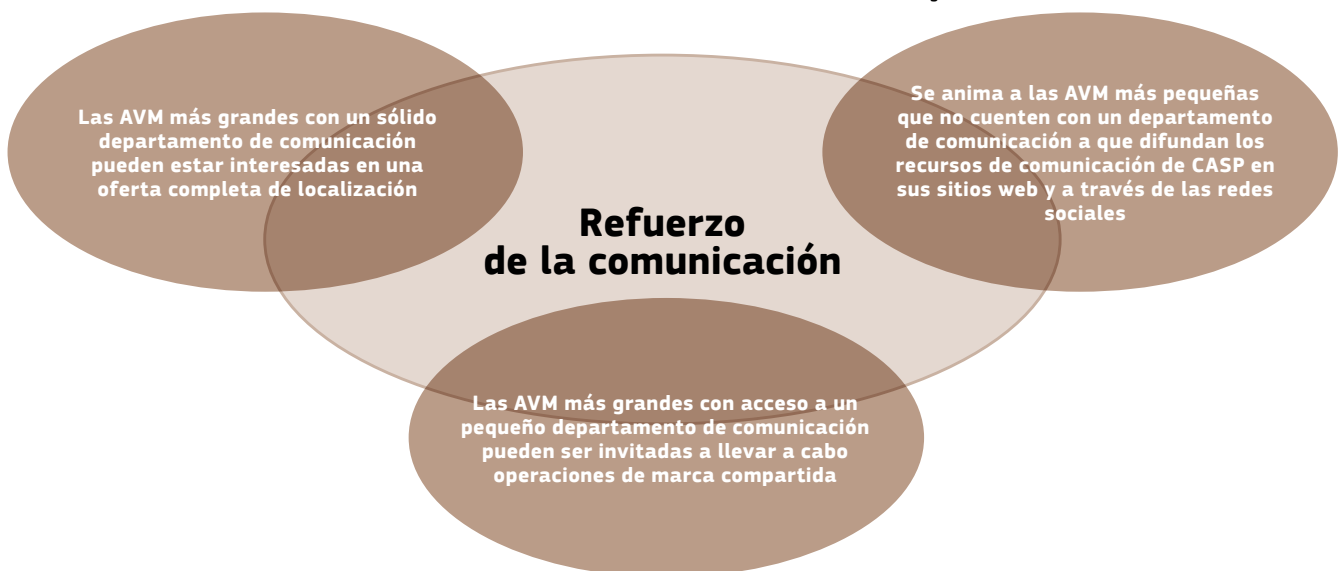 Las AVM más grandes con un sólido
departamento de comunicación
pueden estar interesadas en una
oferta completa de localización
Se anima a las AVM más pequeñas
que no cuenten con un departamento
de comunicación a que difundan los
recursos de comunicación de CASP en
sus sitios web y a través de las redes
sociales
Refuerzo
de la comunicación
Las AVM más grandes con acceso a un
pequeño departamento de comunicación
pueden ser invitadas a llevar a cabo
operaciones de marca compartida